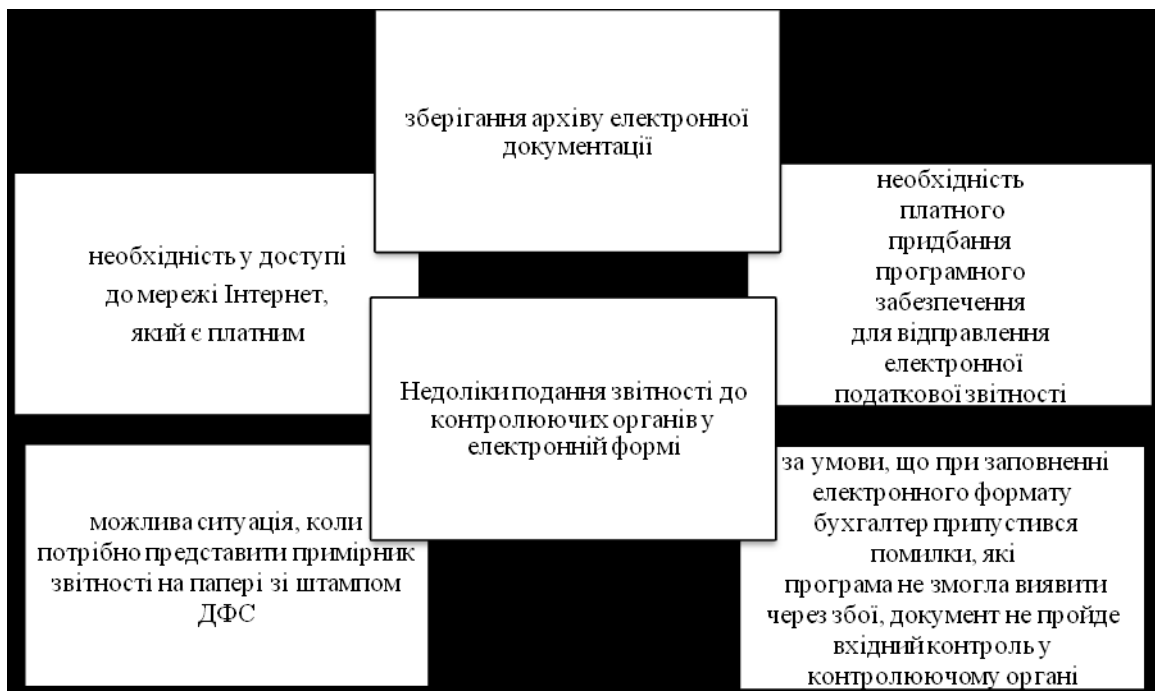 зберігання архіву електронної
документації
необхідність у доступі
до мережі Інтернет,
який є платним
необхідність
платного
придбання
програмного
забезпечення
для відправлення
електронної
податкової звітності
Недоліки подання звітності до
контролюючих органів у
електронній формі
можлива ситуація, коли
потрібно представити примірник
звітності на папері зі штампом
ДФС
за умови, що при заповненні
електронного формату
бухгалтер припустився
помилки, які
програма не змогла виявити
через збої, документ не пройде
вхідний контроль у
контролюючому органі